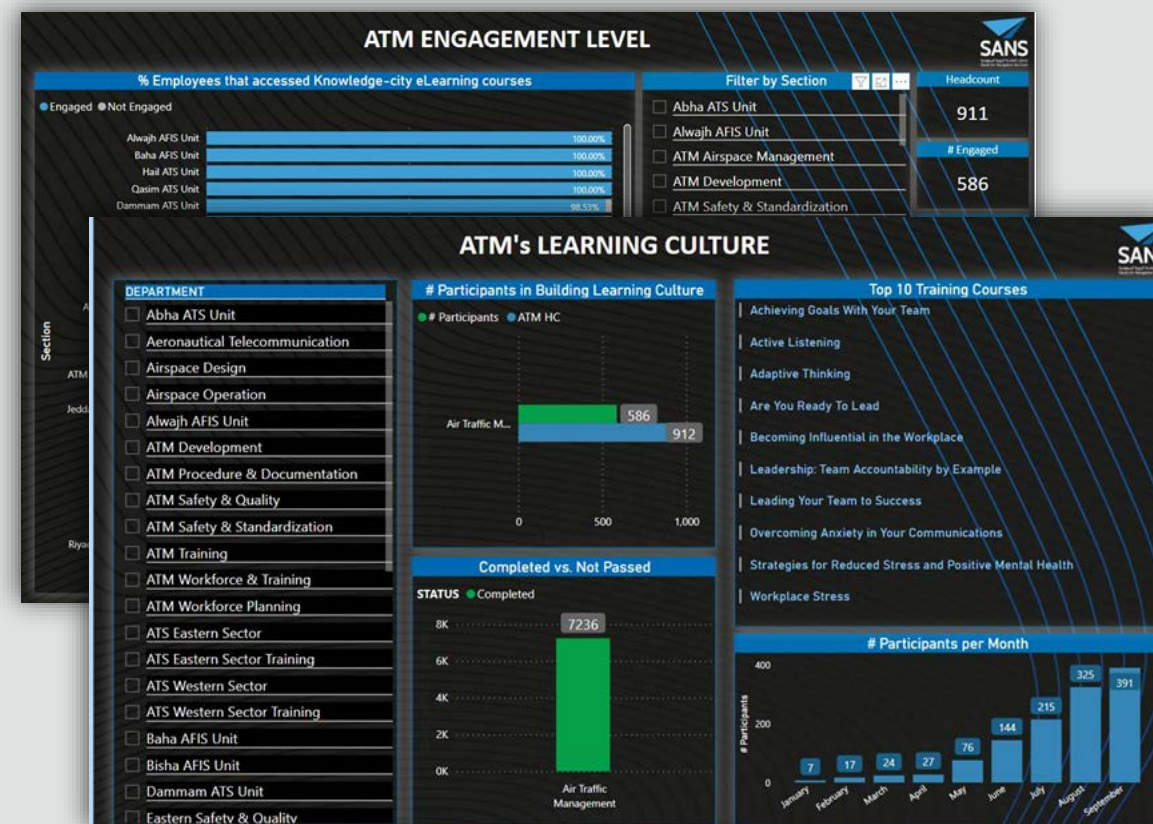 ATM ENGAGEMENT LEVEL
SANS
% Employees that accessed Knowledge-city eLearning courses
Engaged Not Engaged
Alwajh AFIS Unit 100.00%
Baha AFIS Unit 100.00%
Hail ATS Unit 100.00%
Qasim ATS Unit 100.00%
Dammam ATS Unit 98.53%
Section
A
ATM
Jedd
Riya
Filter by Section
Abha ATS Unit
Alwajh AFIS Unit
ATM Airspace Management
ATM Development
ATM Safety & Standardization
Headcount
911
# Engaged
586
ATM's LEARNING CULTURE
SAN
DEPARTMENT
Abha ATS Unit
Aeronautical Telecommunication
Airspace Design
Airspace Operation
Alwajh AFIS Unit
ATM Development
ATM Procedure & Documentation
ATM Safety & Quality
ATM Safety & Standardization
ATM Training
ATM Workforce & Training
ATM Workforce Planning
ATS Eastern Sector
ATS Eastern Sector Training
ATS Western Sector
ATS Western Sector Training
Baha AFIS Unit
Bisha AFIS Unit
Dammam ATS Unit
Eastern Safety & Quality
# Participants in Building Learning Culture
# Participants ATM HC
Air Traffic M...
586
912
0 500 1,000
Completed vs. Not Passed
STATUS Completed
8K
6K
4K
2K
0K
7236
Air Traffic
Management
Top 10 Training Courses
Achieving Goals With Your Team
Active Listening
Adaptive Thinking
Are You Ready To Lead
Becoming Influential in the Workplace
Leadership: Team Accountability by Example
Leading Your Team to Success
Overcoming Anxiety in Your Communications
Strategies for Reduced Stress and Positive Mental Health
Workplace Stress
# Participants per Month
# Participants
400
200
0
7 17 24 27 76 144 215 325 391
January February March April May June July August September